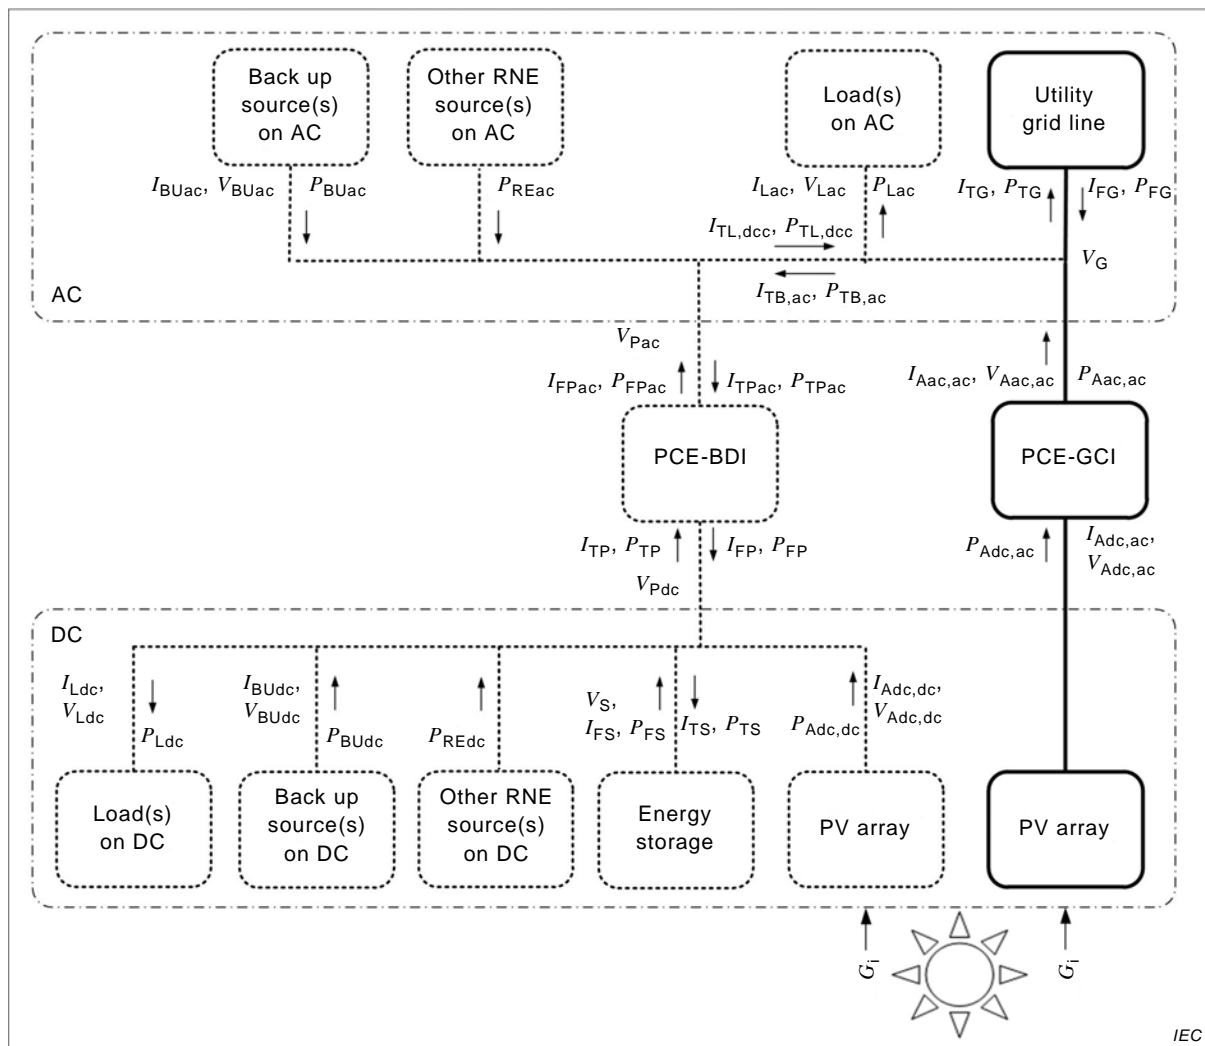 Back up
source(s)
on AC
Other RNE
source(s)
on AC
Load(s)
on AC
Utility
grid line
I_BUac, V_BUac
P_BUac
P_REac
I_Lac, V_Lac
P_Lac
I_TG, P_TG
I_FG, P_FG
I_TL,dcc, P_TL,dcc
V_G
I_TB,ac, P_TB,ac
AC
V_Pac
I_FPac, P_FPac
I_TPac, P_TPac
I_Aac,ac, V_Aac,ac
P_Aac,ac
PCE-BDI
PCE-GCI
I_TP, P_TP
I_FP, P_FP
V_Pdc
P_Adc,ac
I_Adc,ac,
V_Adc,ac
DC
I_Ldc,
V_Ldc
P_Ldc
I_BUdc,
V_BUdc
P_BUdc
P_REdc
V_S,
I_FS, P_FS
I_TS, P_TS
P_Adc,dc
I_Adc,dc,
V_Adc,dc
Load(s)
on DC
Back up
source(s)
on DC
Other RNE
source(s)
on DC
Energy
storage
PV array
PV array
G_i
G_i
IEC